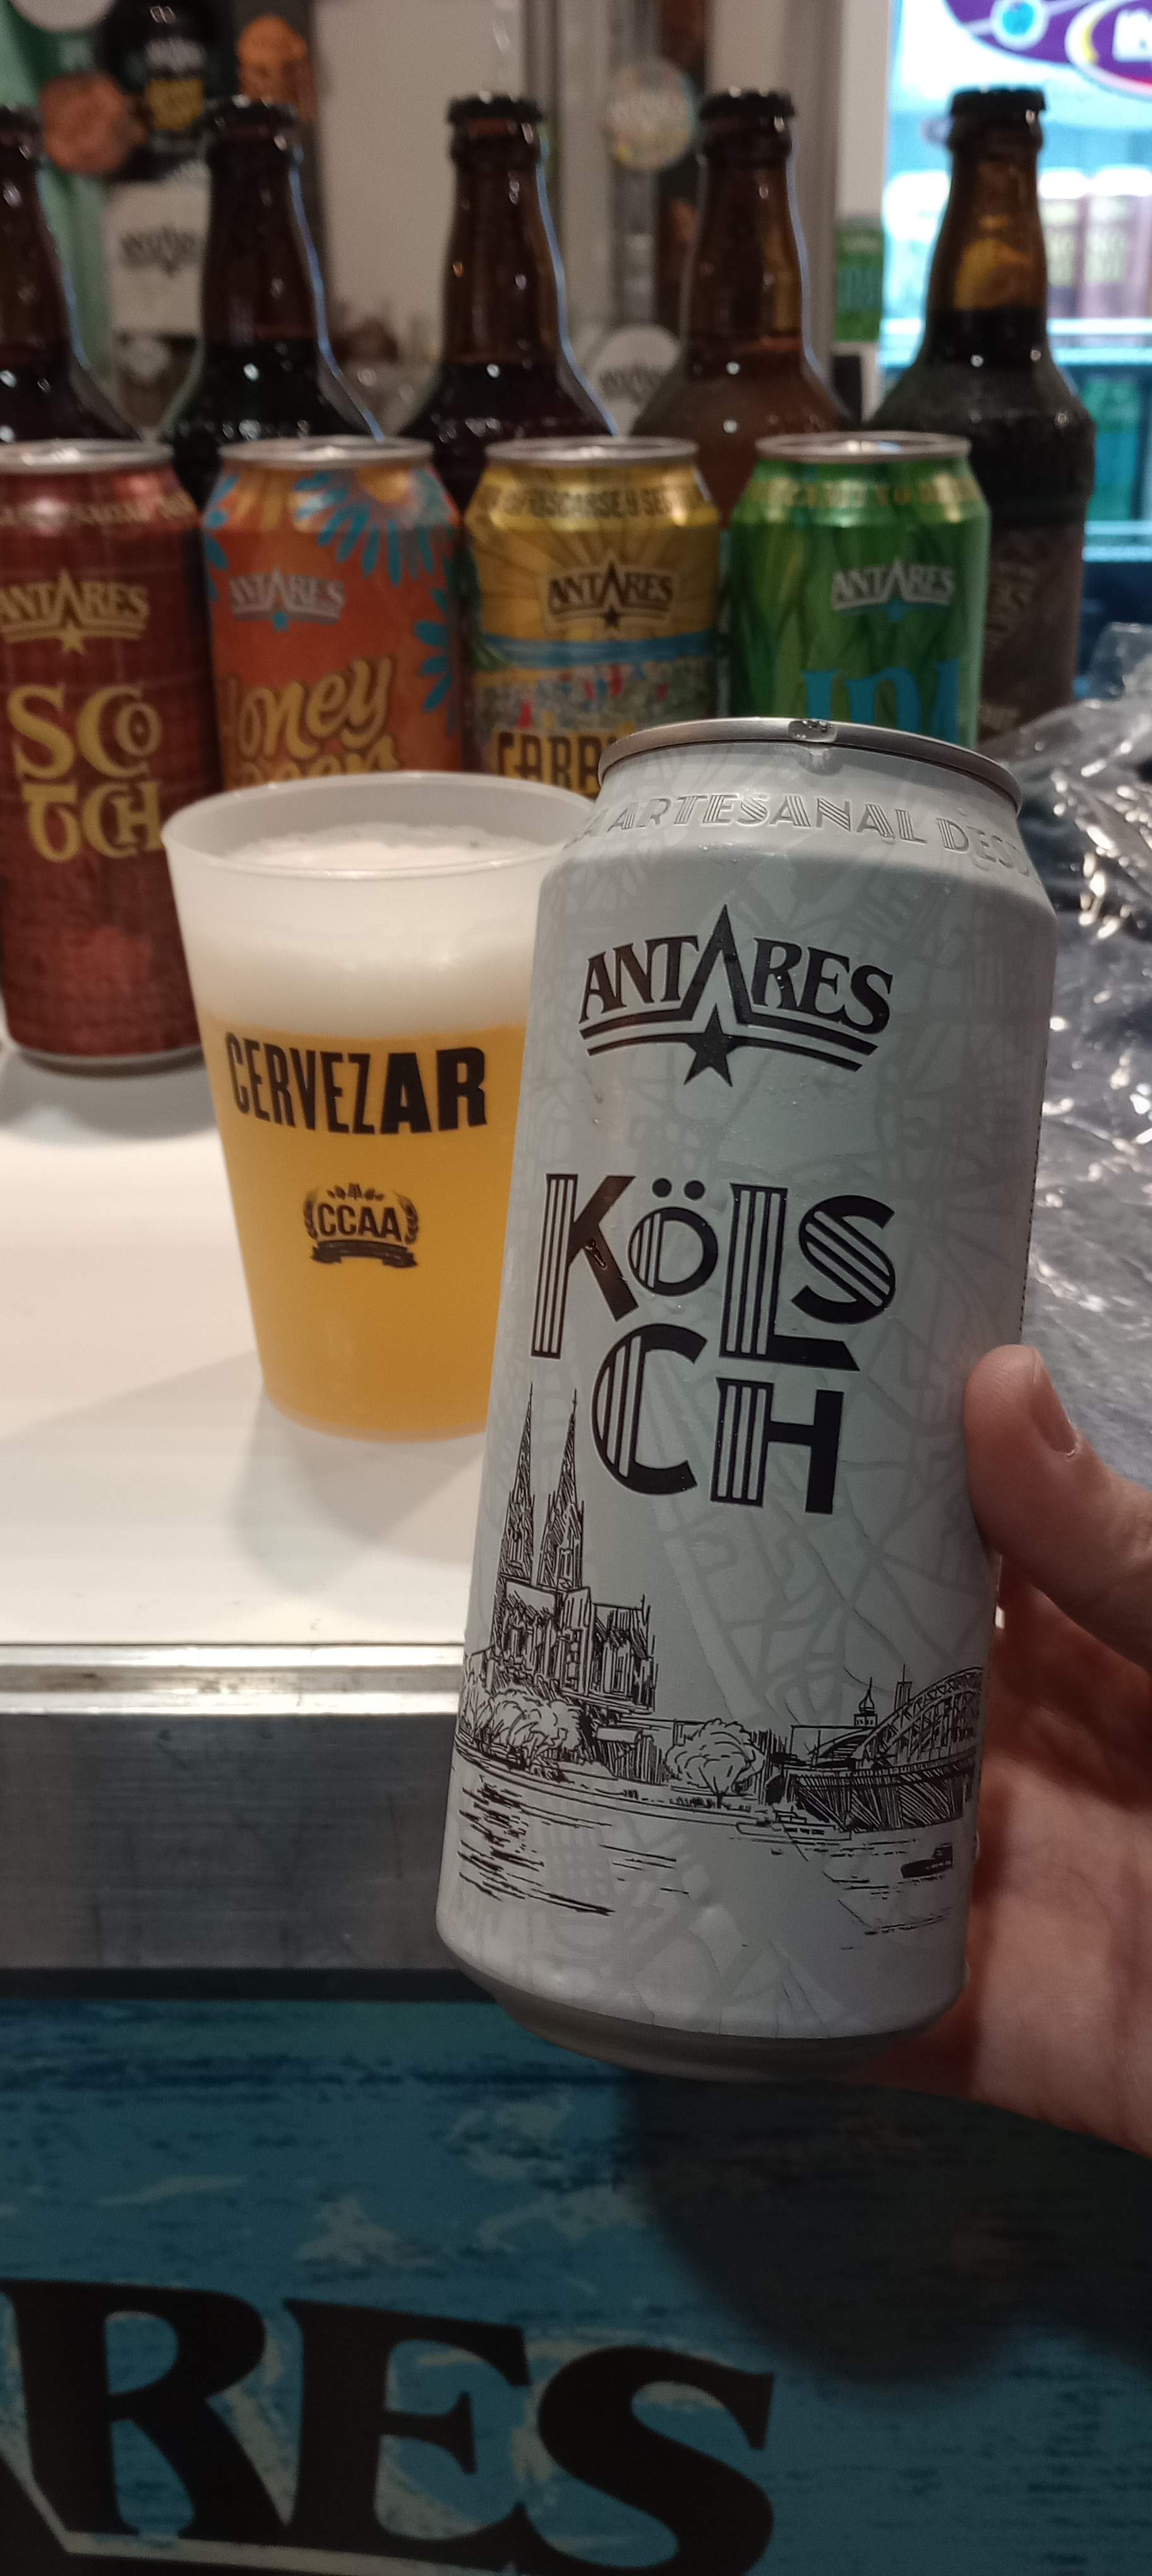 ANTARES
SCOTCH
ANTARES
Honey
ANTARES
ANTARES
IPA
ARTESANAL
ANTARES
KÖLS
CH
CERVEZAR
CCAA
RES